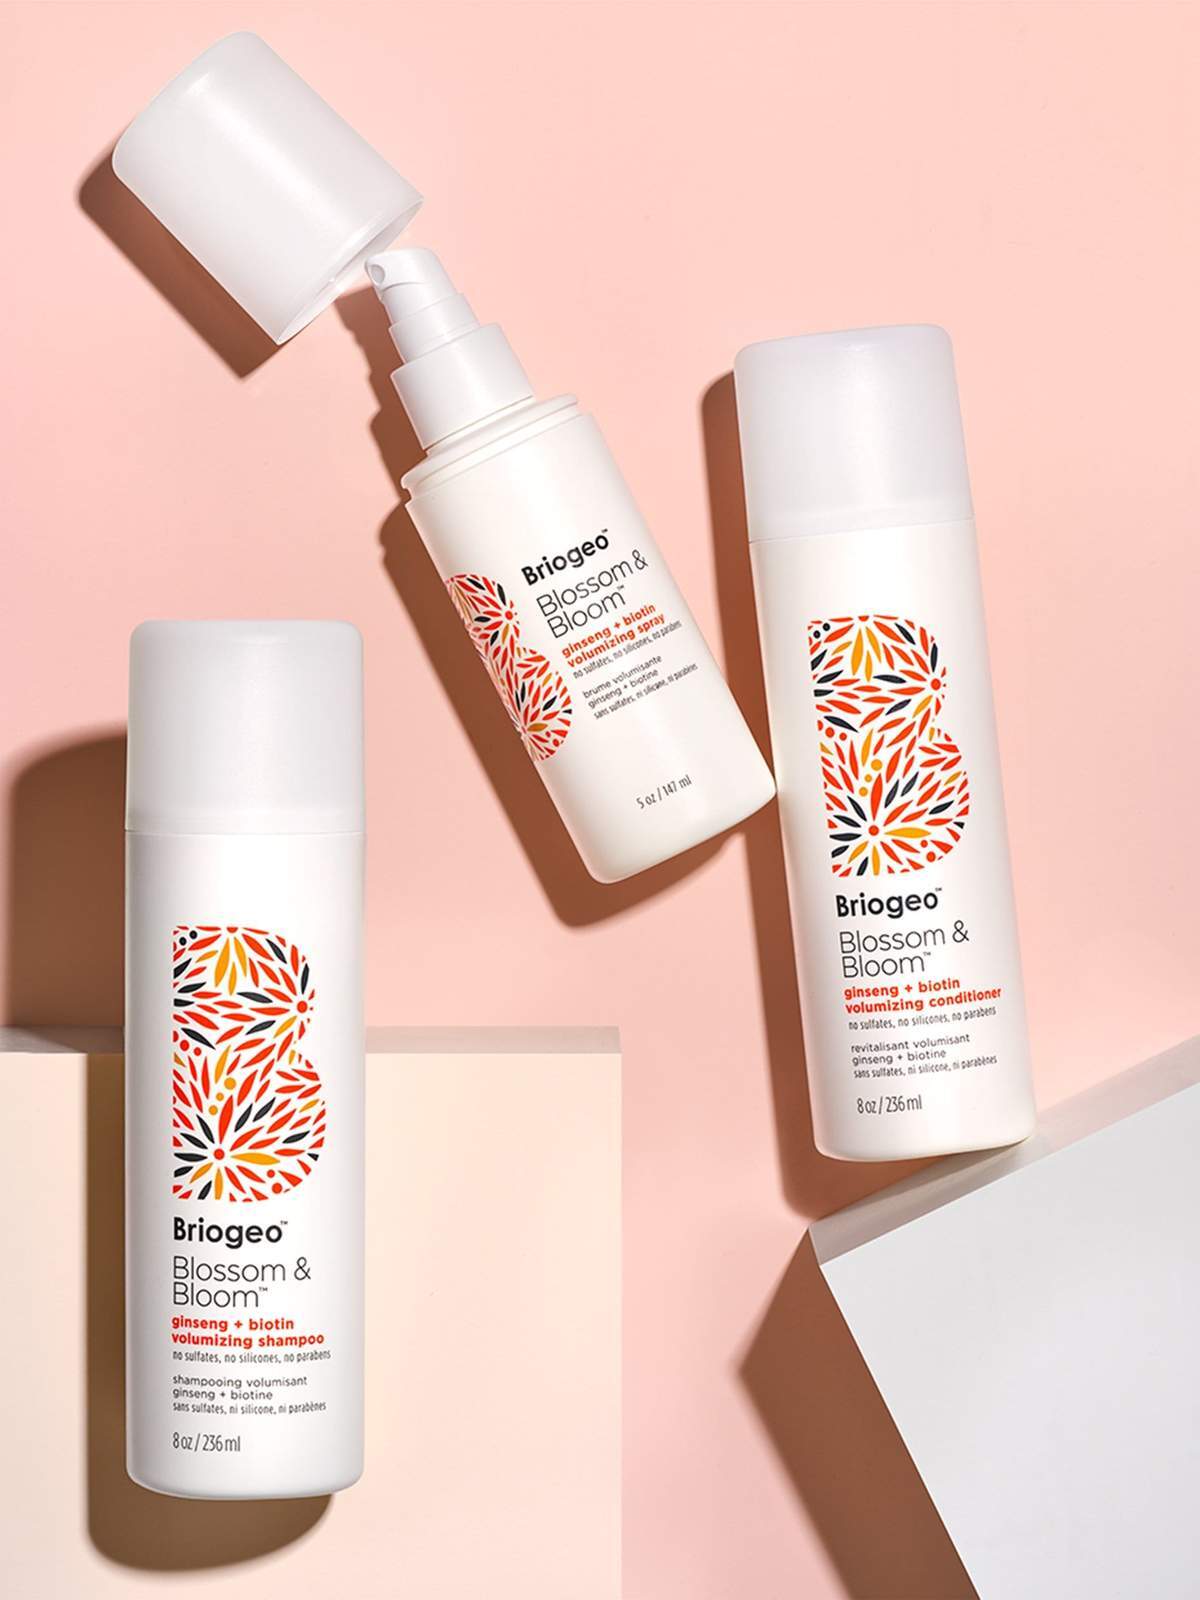 Briogeo™
Blossom &
Bloom™
ginseng + biotin
volumizing spray
no sulfates, no silicones, no parabens
brume volumisante
ginseng + biotine
sans sulfates, ni silicone, ni parabènes
5 oz / 147 ml
Briogeo™
Blossom &
Bloom™
ginseng + biotin
volumizing conditioner
no sulfates, no silicones, no parabens
revitalisant volumisant
ginseng + biotine
sans sulfates, ni silicone, ni parabènes
8 oz / 236 ml
Briogeo™
Blossom &
Bloom™
ginseng + biotin
volumizing shampoo
no sulfates, no silicones, no parabens
shampooing volumisant
ginseng + biotine
sans sulfates, ni silicone, ni parabènes
8 oz / 236 ml